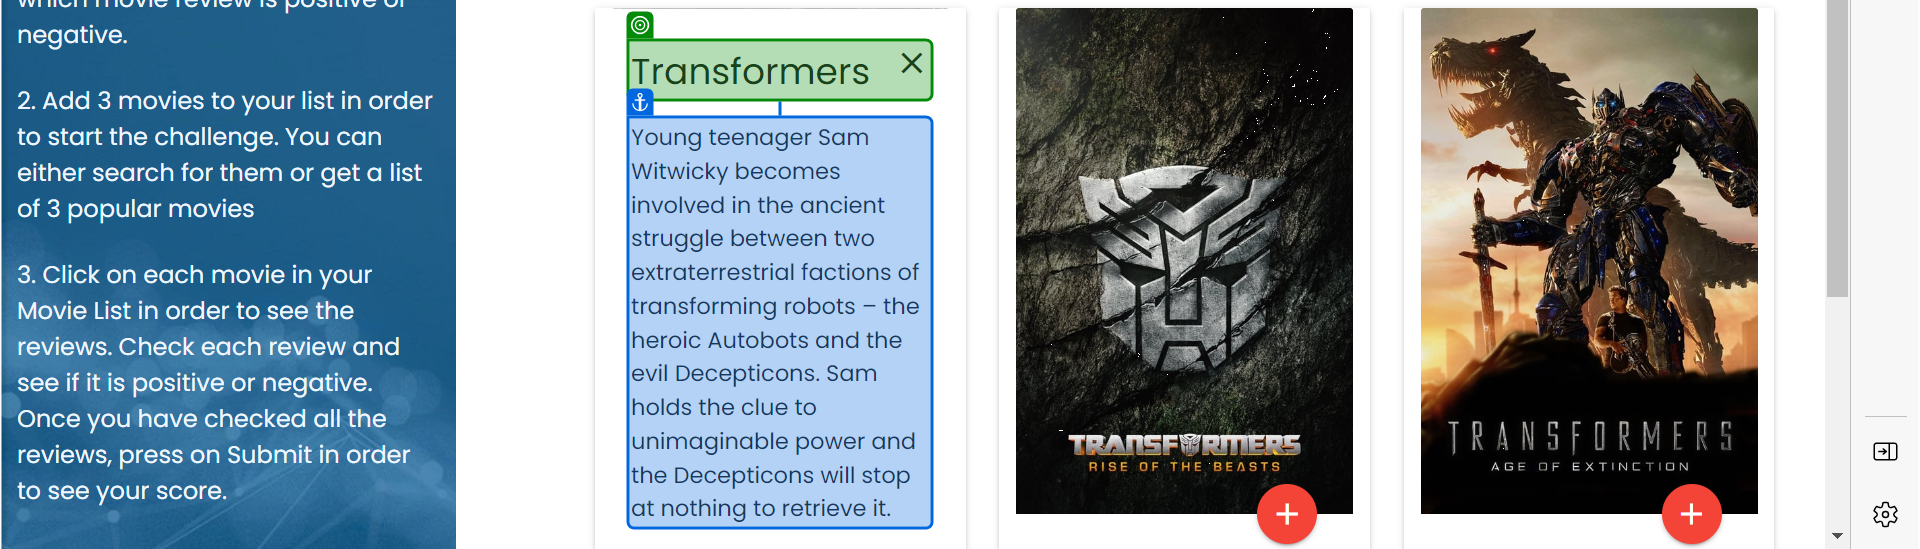 which movie review is positive or
negative.
2. Add 3 movies to your list in order
to start the challenge. You can
either search for them or get a list
of 3 popular movies
3. Click on each movie in your
Movie List in order to see the
reviews. Check each review and
see if it is positive or negative.
Once you have checked all the
reviews, press on Submit in order
to see your score.
Transformers
Young teenager Sam
Witwicky becomes
involved in the ancient
struggle between two
extraterrestrial factions of
transforming robots – the
heroic Autobots and the
evil Decepticons. Sam
holds the clue to
unimaginable power and
the Decepticons will stop
at nothing to retrieve it.
TRANSFORMERS
RISE OF THE BEASTS
TRANSFORMERS
AGE OF EXTINCTION